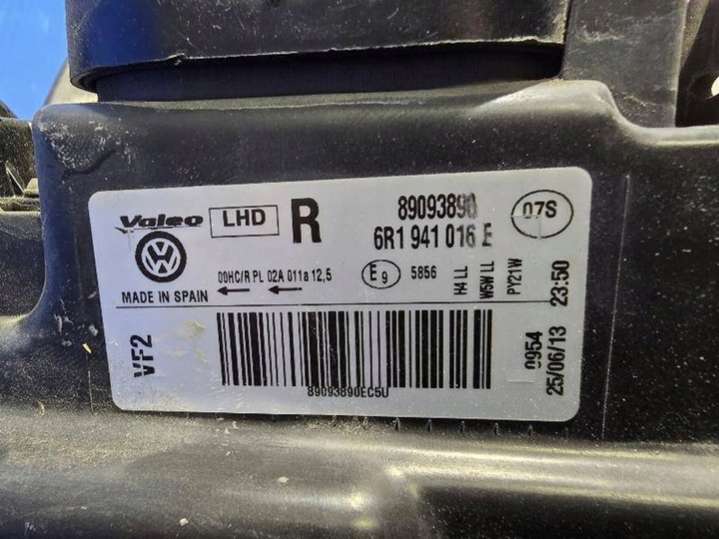 Valeo LHD R 89093890 07S
6R1 941 016 E
00HC/R PL 02A 011a 12,5 E9 5856
MADE IN SPAIN
H4 LL
W5W LL
PY21W
23:50
VF2
0954
25/06/13
89093890EC5U